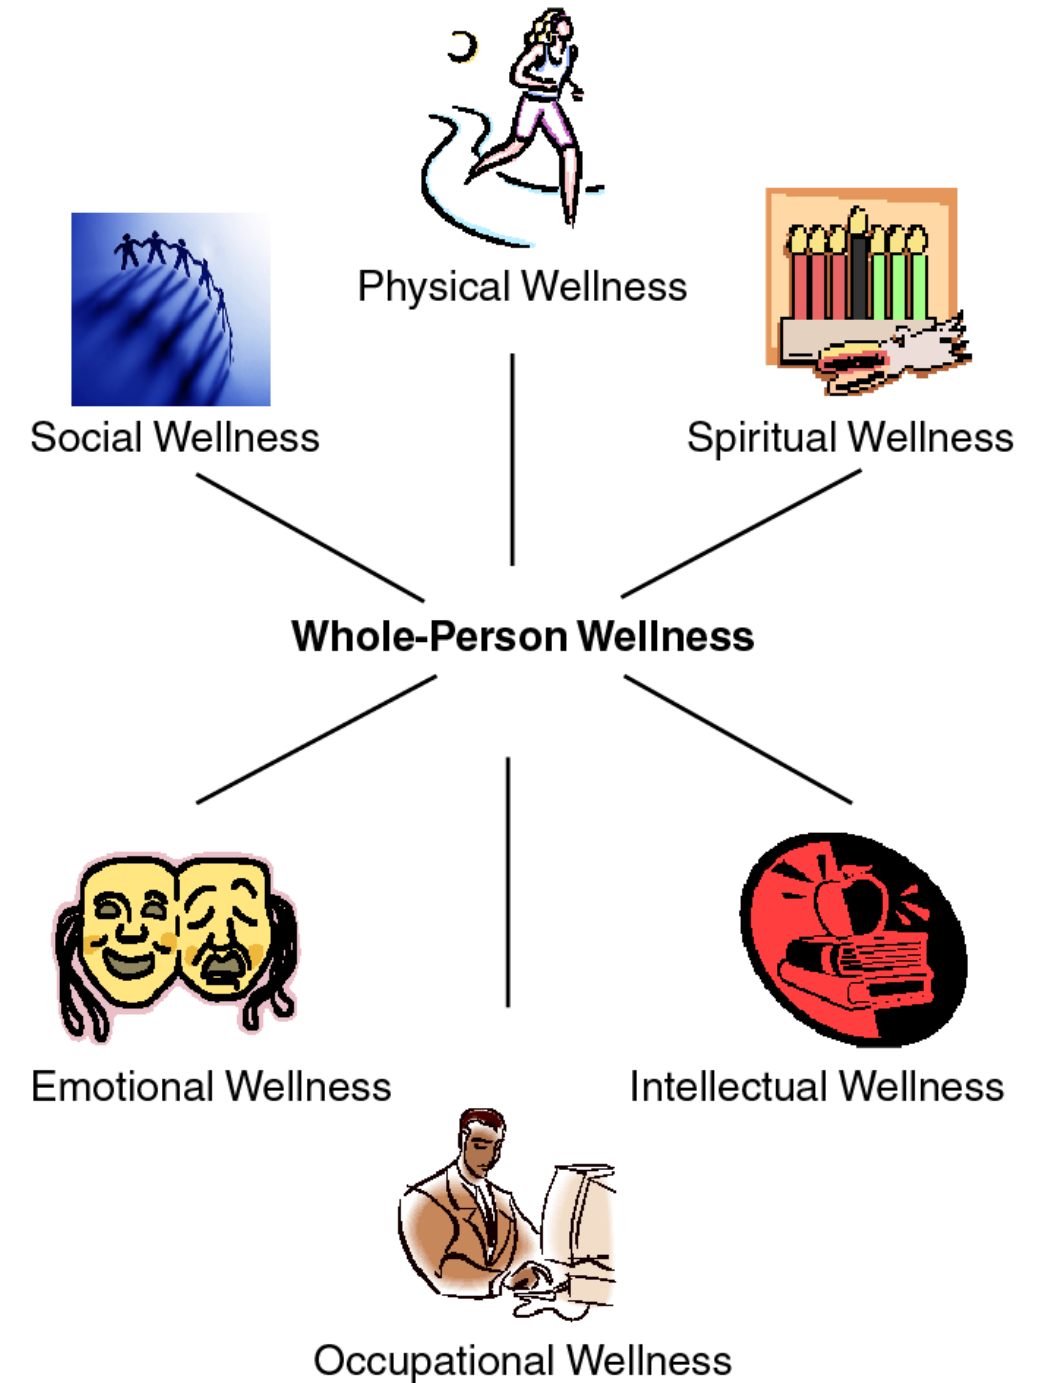 Physical Wellness
Social Wellness
Spiritual Wellness
Whole-Person Wellness
Emotional Wellness
Intellectual Wellness
Occupational Wellness